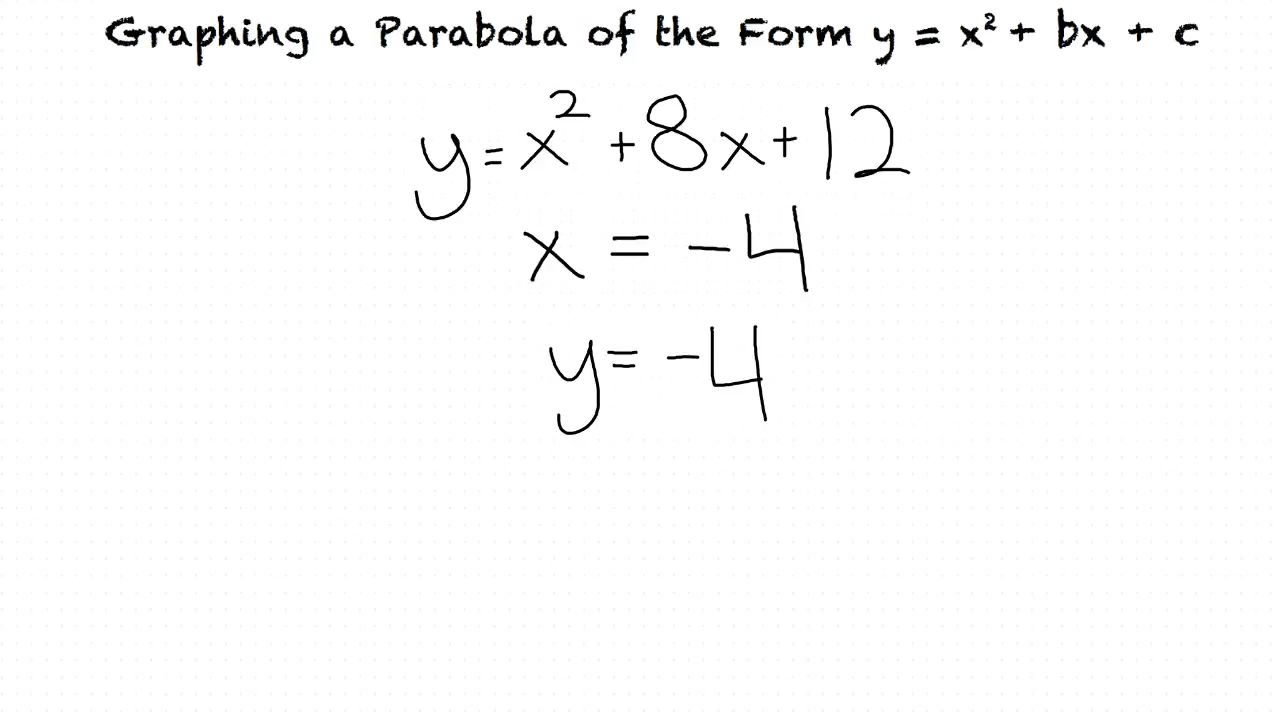 Graphing a Parabola of the Form y = x² + bx + c
y = x² + 8x + 12
x = -4
y = -4